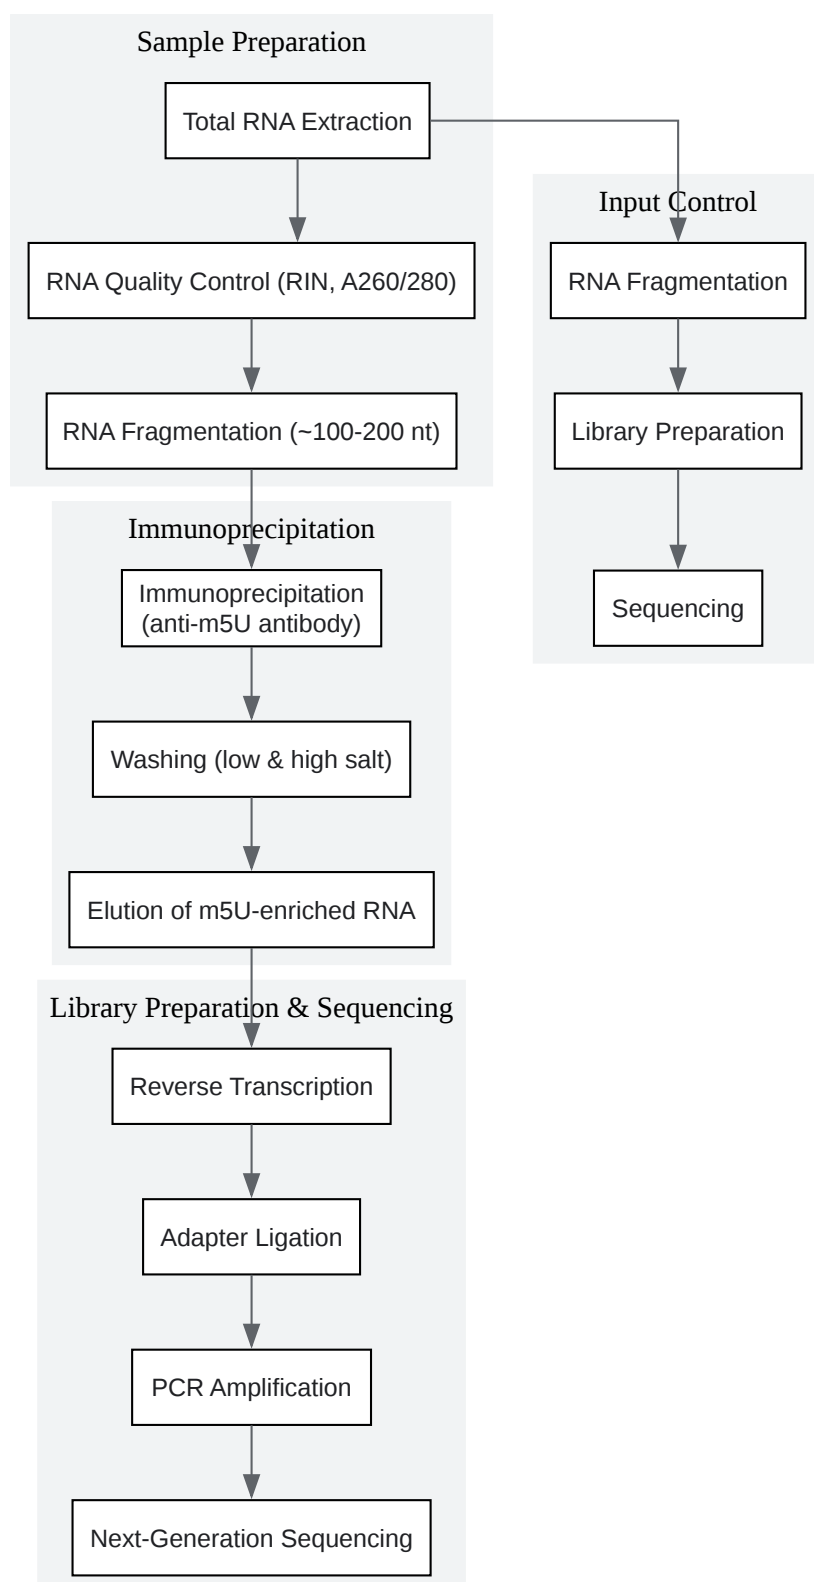 Sample Preparation
Total RNA Extraction
RNA Quality Control (RIN, A260/280)
RNA Fragmentation (~100-200 nt)
Input Control
RNA Fragmentation
Library Preparation
Sequencing
Immunoprecipitation
Immunoprecipitation
(anti-m5U antibody)
Washing (low & high salt)
Elution of m5U-enriched RNA
Library Preparation & Sequencing
Reverse Transcription
Adapter Ligation
PCR Amplification
Next-Generation Sequencing